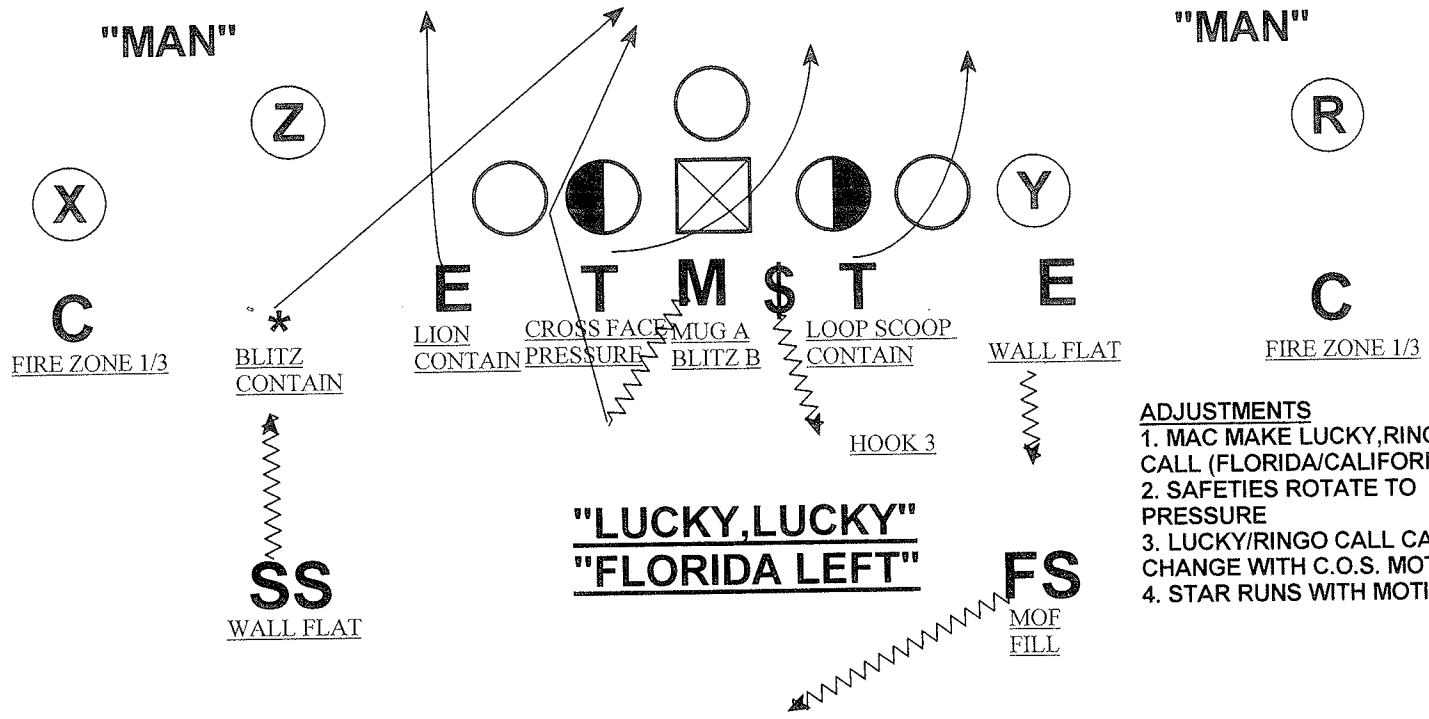 "MAN"
"MAN"
Z
R
X
Y
E
T
M
$
T
E
C
C
*
FIRE ZONE 1/3
BLITZ
CONTAIN
LION
CONTAIN
CROSS FACE
PRESSURE
MUG A
BLITZ B
LOOP SCOOP
CONTAIN
WALL FLAT
FIRE ZONE 1/3
HOOK 3
ADJUSTMENTS
1. MAC MAKE LUCKY,RING
CALL (FLORIDA/CALIFOR
2. SAFETIES ROTATE TO
PRESSURE
3. LUCKY/RINGO CALL CA
CHANGE WITH C.O.S. MOT
4. STAR RUNS WITH MOTI
"LUCKY,LUCKY"
"FLORIDA LEFT"
SS
WALL FLAT
FS
MOF
FILL